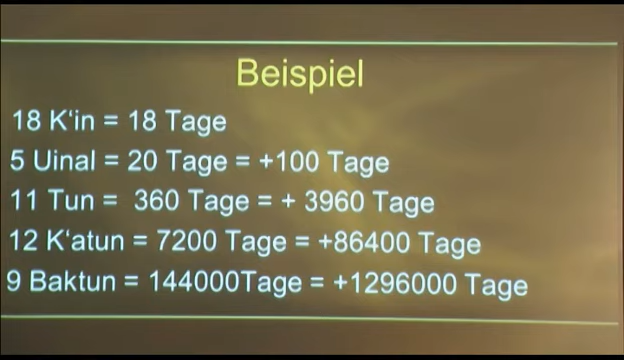 Beispiel
18 K‘in = 18 Tage
5 Uinal = 20 Tage = +100 Tage
11 Tun =  360 Tage = + 3960 Tage
12 K‘atun = 7200 Tage = +86400 Tage
9 Baktun = 144000Tage = +1296000 Tage